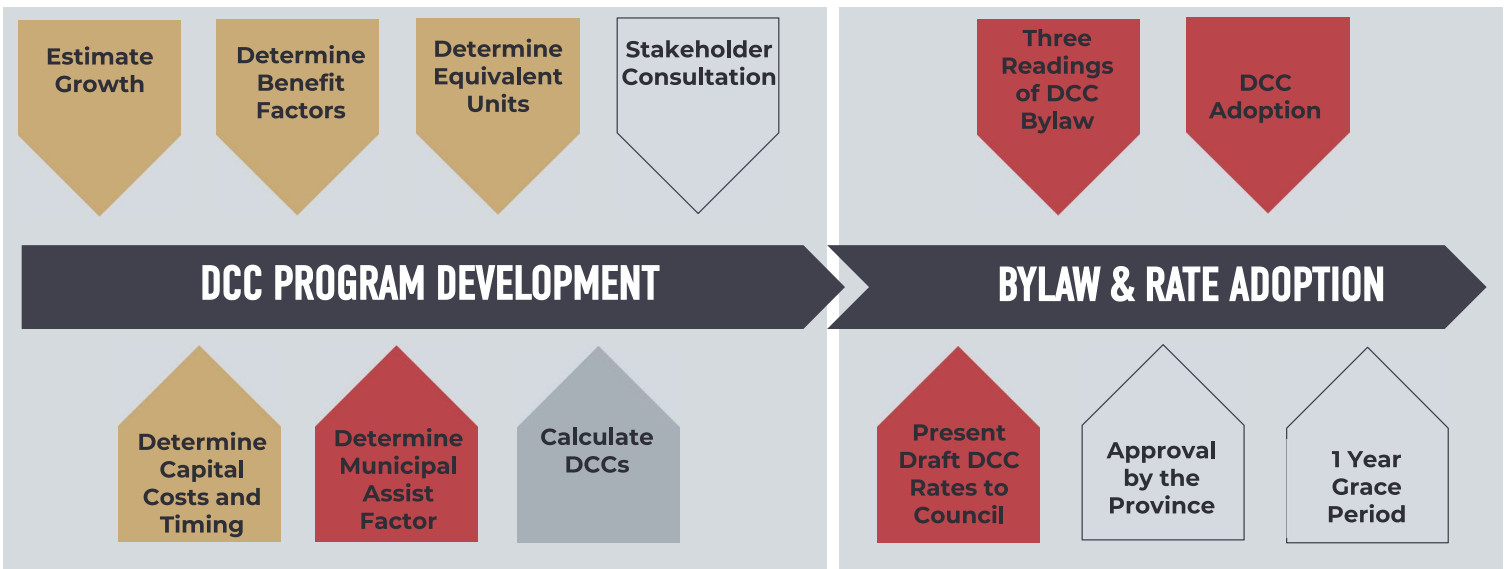 Estimate
Growth
Determine
Benefit
Factors
Determine
Equivalent
Units
Stakeholder
Consultation
Three
Readings
of DCC
Bylaw
DCC
Adoption
DCC PROGRAM DEVELOPMENT
BYLAW & RATE ADOPTION
Determine
Capital
Costs and
Timing
Determine
Municipal
Assist
Factor
Calculate
DCCs
Present
Draft DCC
Rates to
Council
Approval
by the
Province
1 Year
Grace
Period